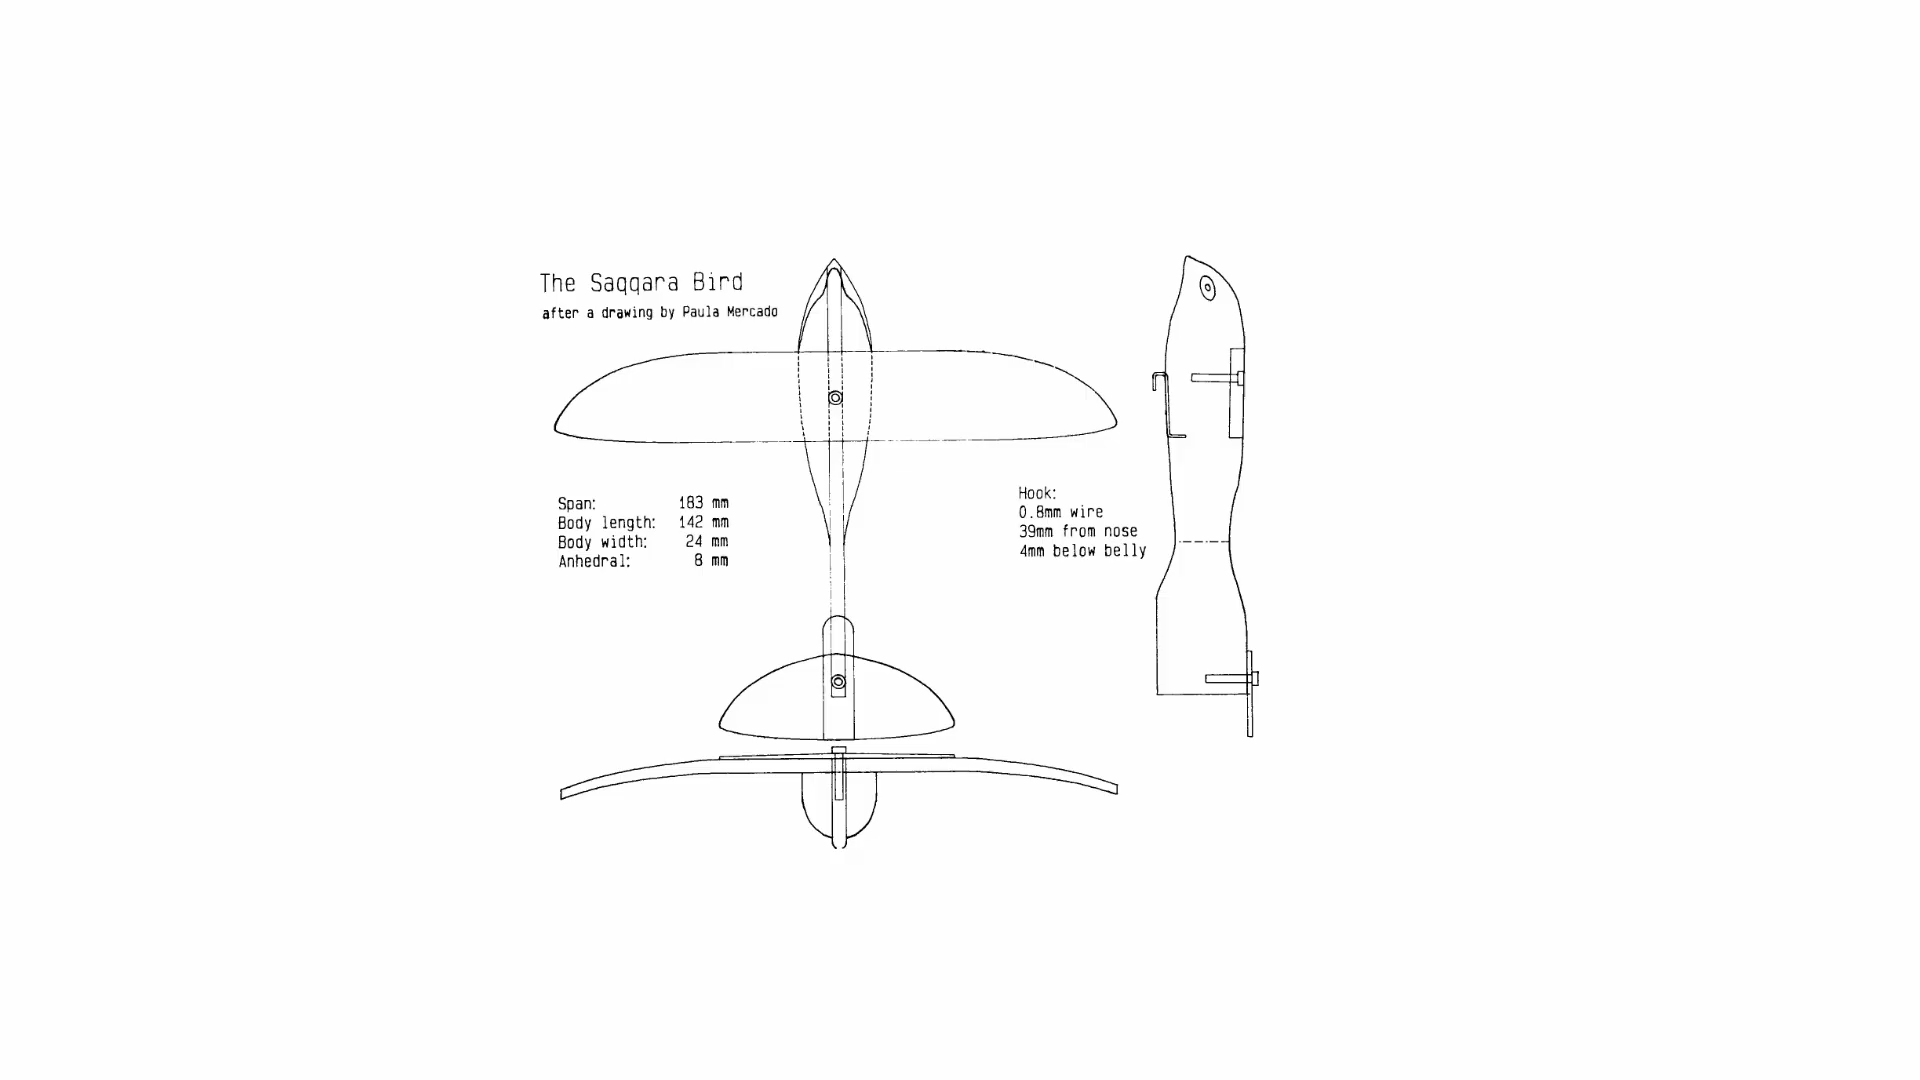 The Saqqara Bird
after a drawing by Paula Mercado
Span: 183 mm
Body length: 142 mm
Body width: 24 mm
Anhedral: 8 mm
Hook:
0.8mm wire
39mm from nose
4mm below belly